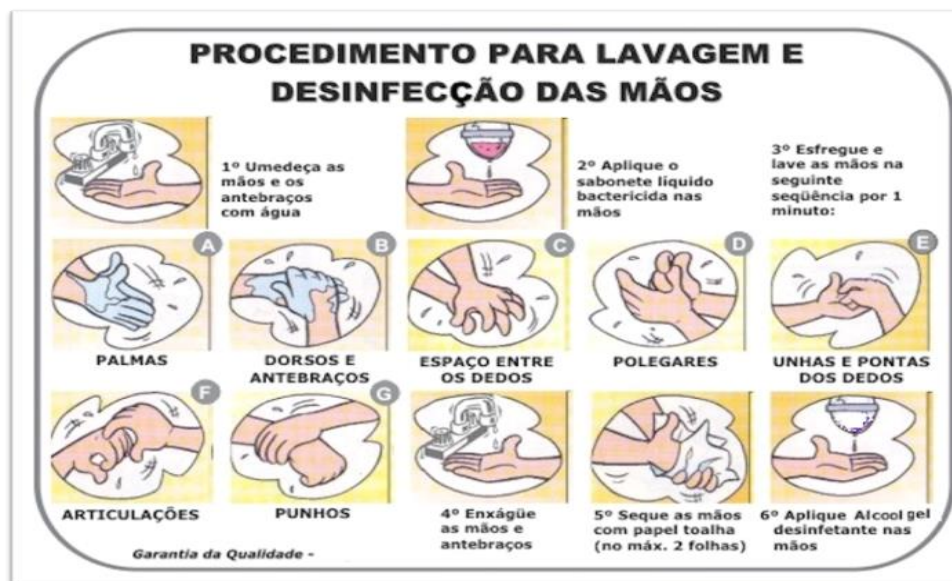 PROCEDIMENTO PARA LAVAGEM E
DESINFECÇÃO DAS MÃOS
1º Umedeça as
mãos e os
antebraços
com água
2º Aplique o
sabonete líquido
bactericida nas
mãos
3º Esfregue e
lave as mãos na
seguinte
seqüência por 1
minuto:
A
PALMAS
B
DORSOS E
ANTEBRAÇOS
C
ESPAÇO ENTRE
OS DEDOS
D
POLEGARES
E
UNHAS E PONTAS
DOS DEDOS
F
ARTICULAÇÕES
G
PUNHOS
4º Enxágüe
as mãos e
antebraços
5º Seque as mãos
com papel toalha
(no máx. 2 folhas)
6º Aplique Alcool gel
desinfetante nas
mãos
Garantia da Qualidade -